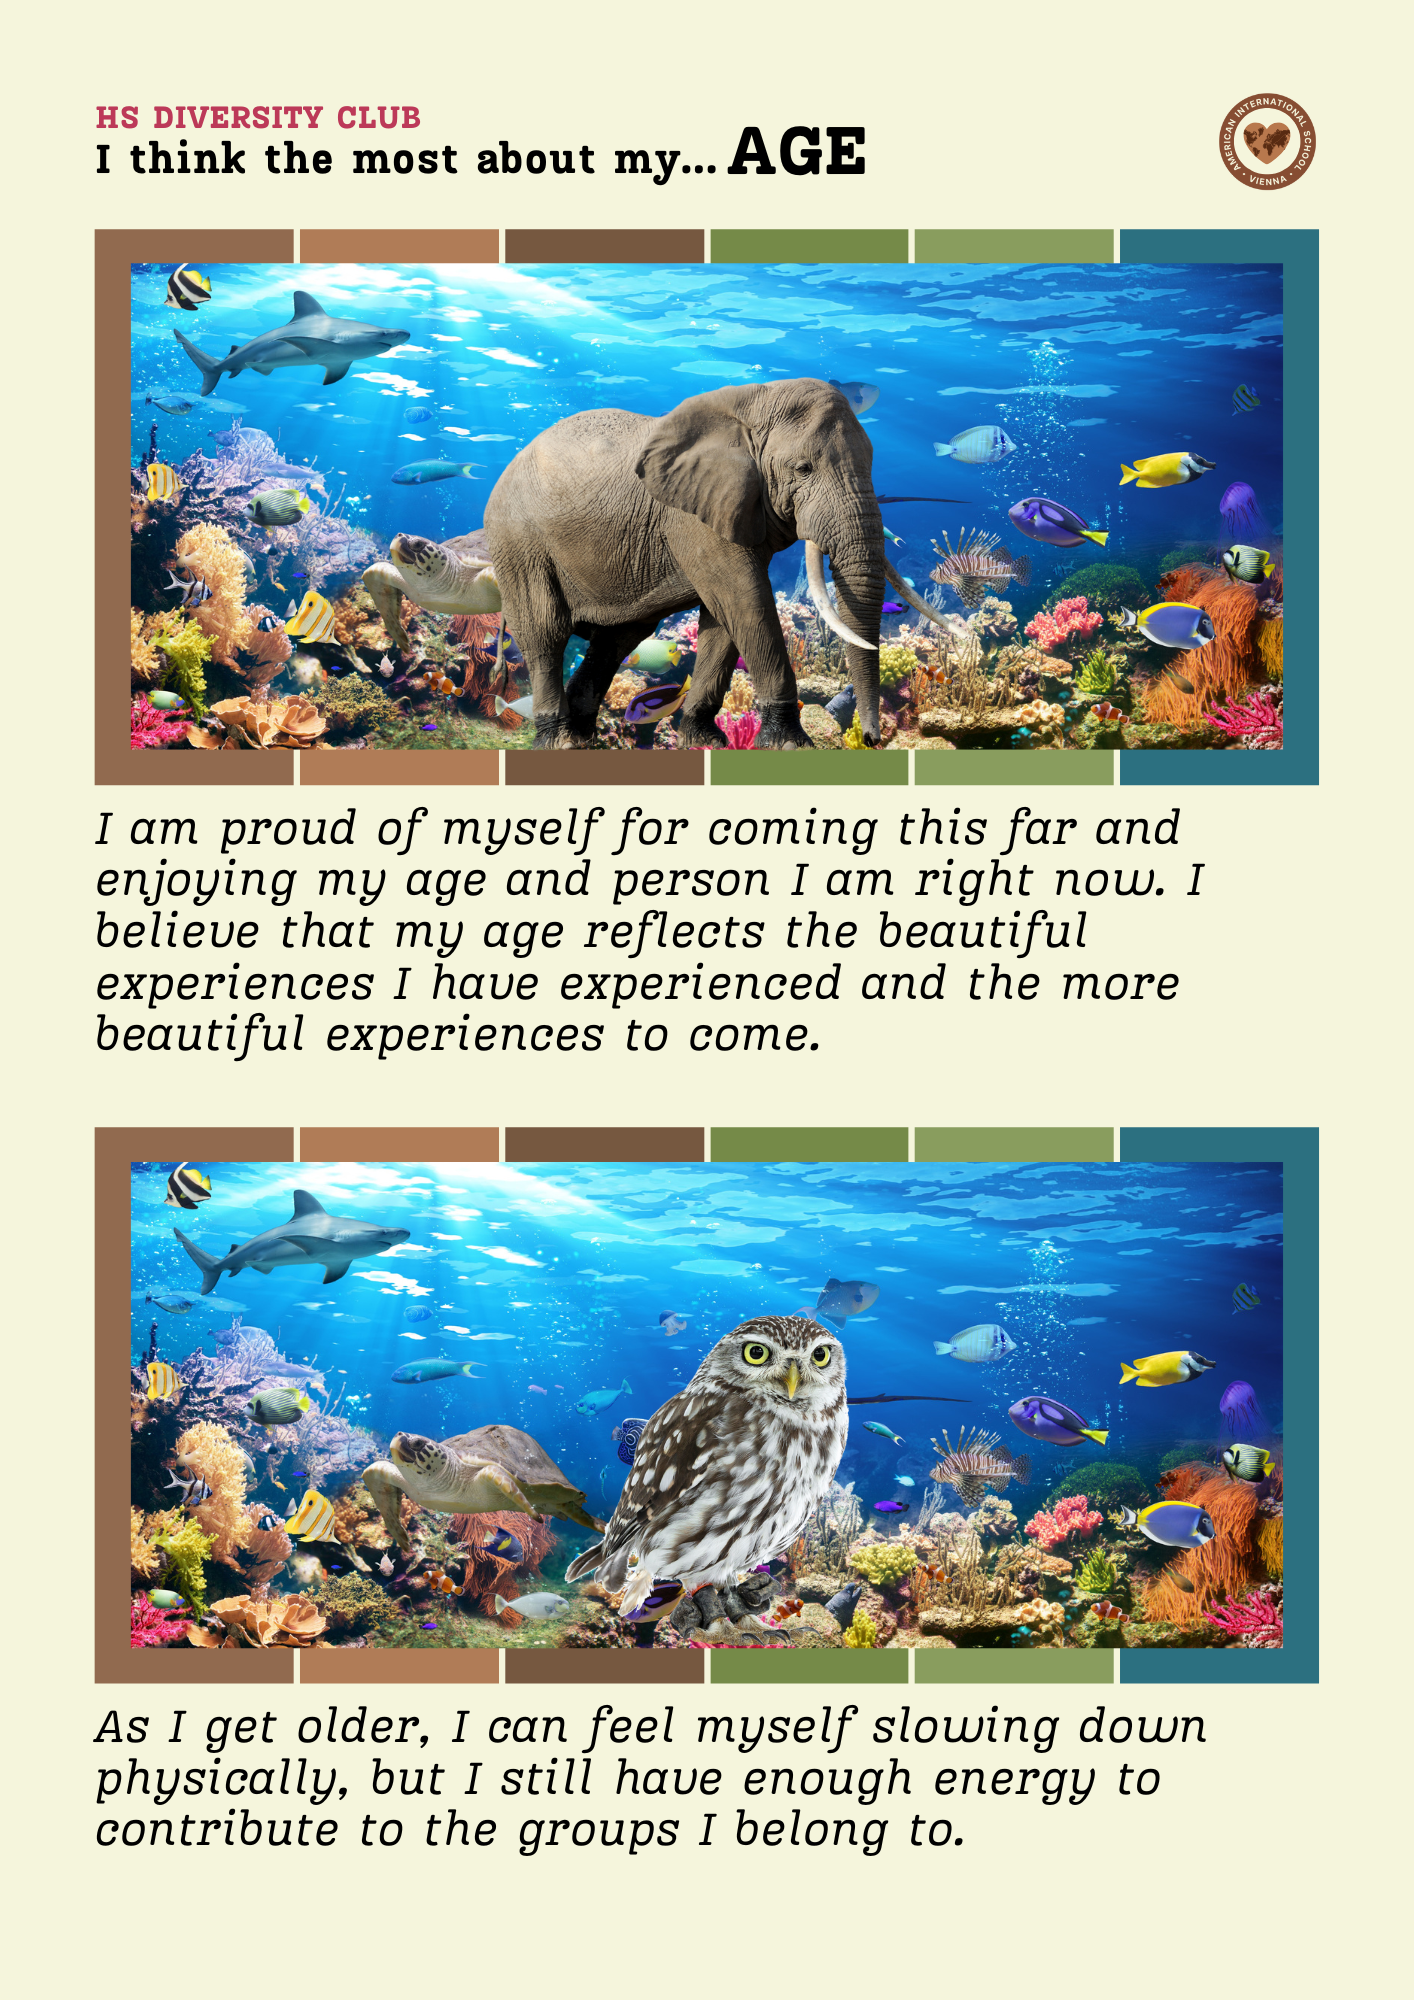 HS DIVERSITY CLUB
I think the most about my... AGE
AMERICAN INTERNATIONAL SCHOOL • VIENNA •
I am proud of myself for coming this far and
enjoying my age and person I am right now. I
believe that my age reflects the beautiful
experiences I have experienced and the more
beautiful experiences to come.
As I get older, I can feel myself slowing down
physically, but I still have enough energy to
contribute to the groups I belong to.